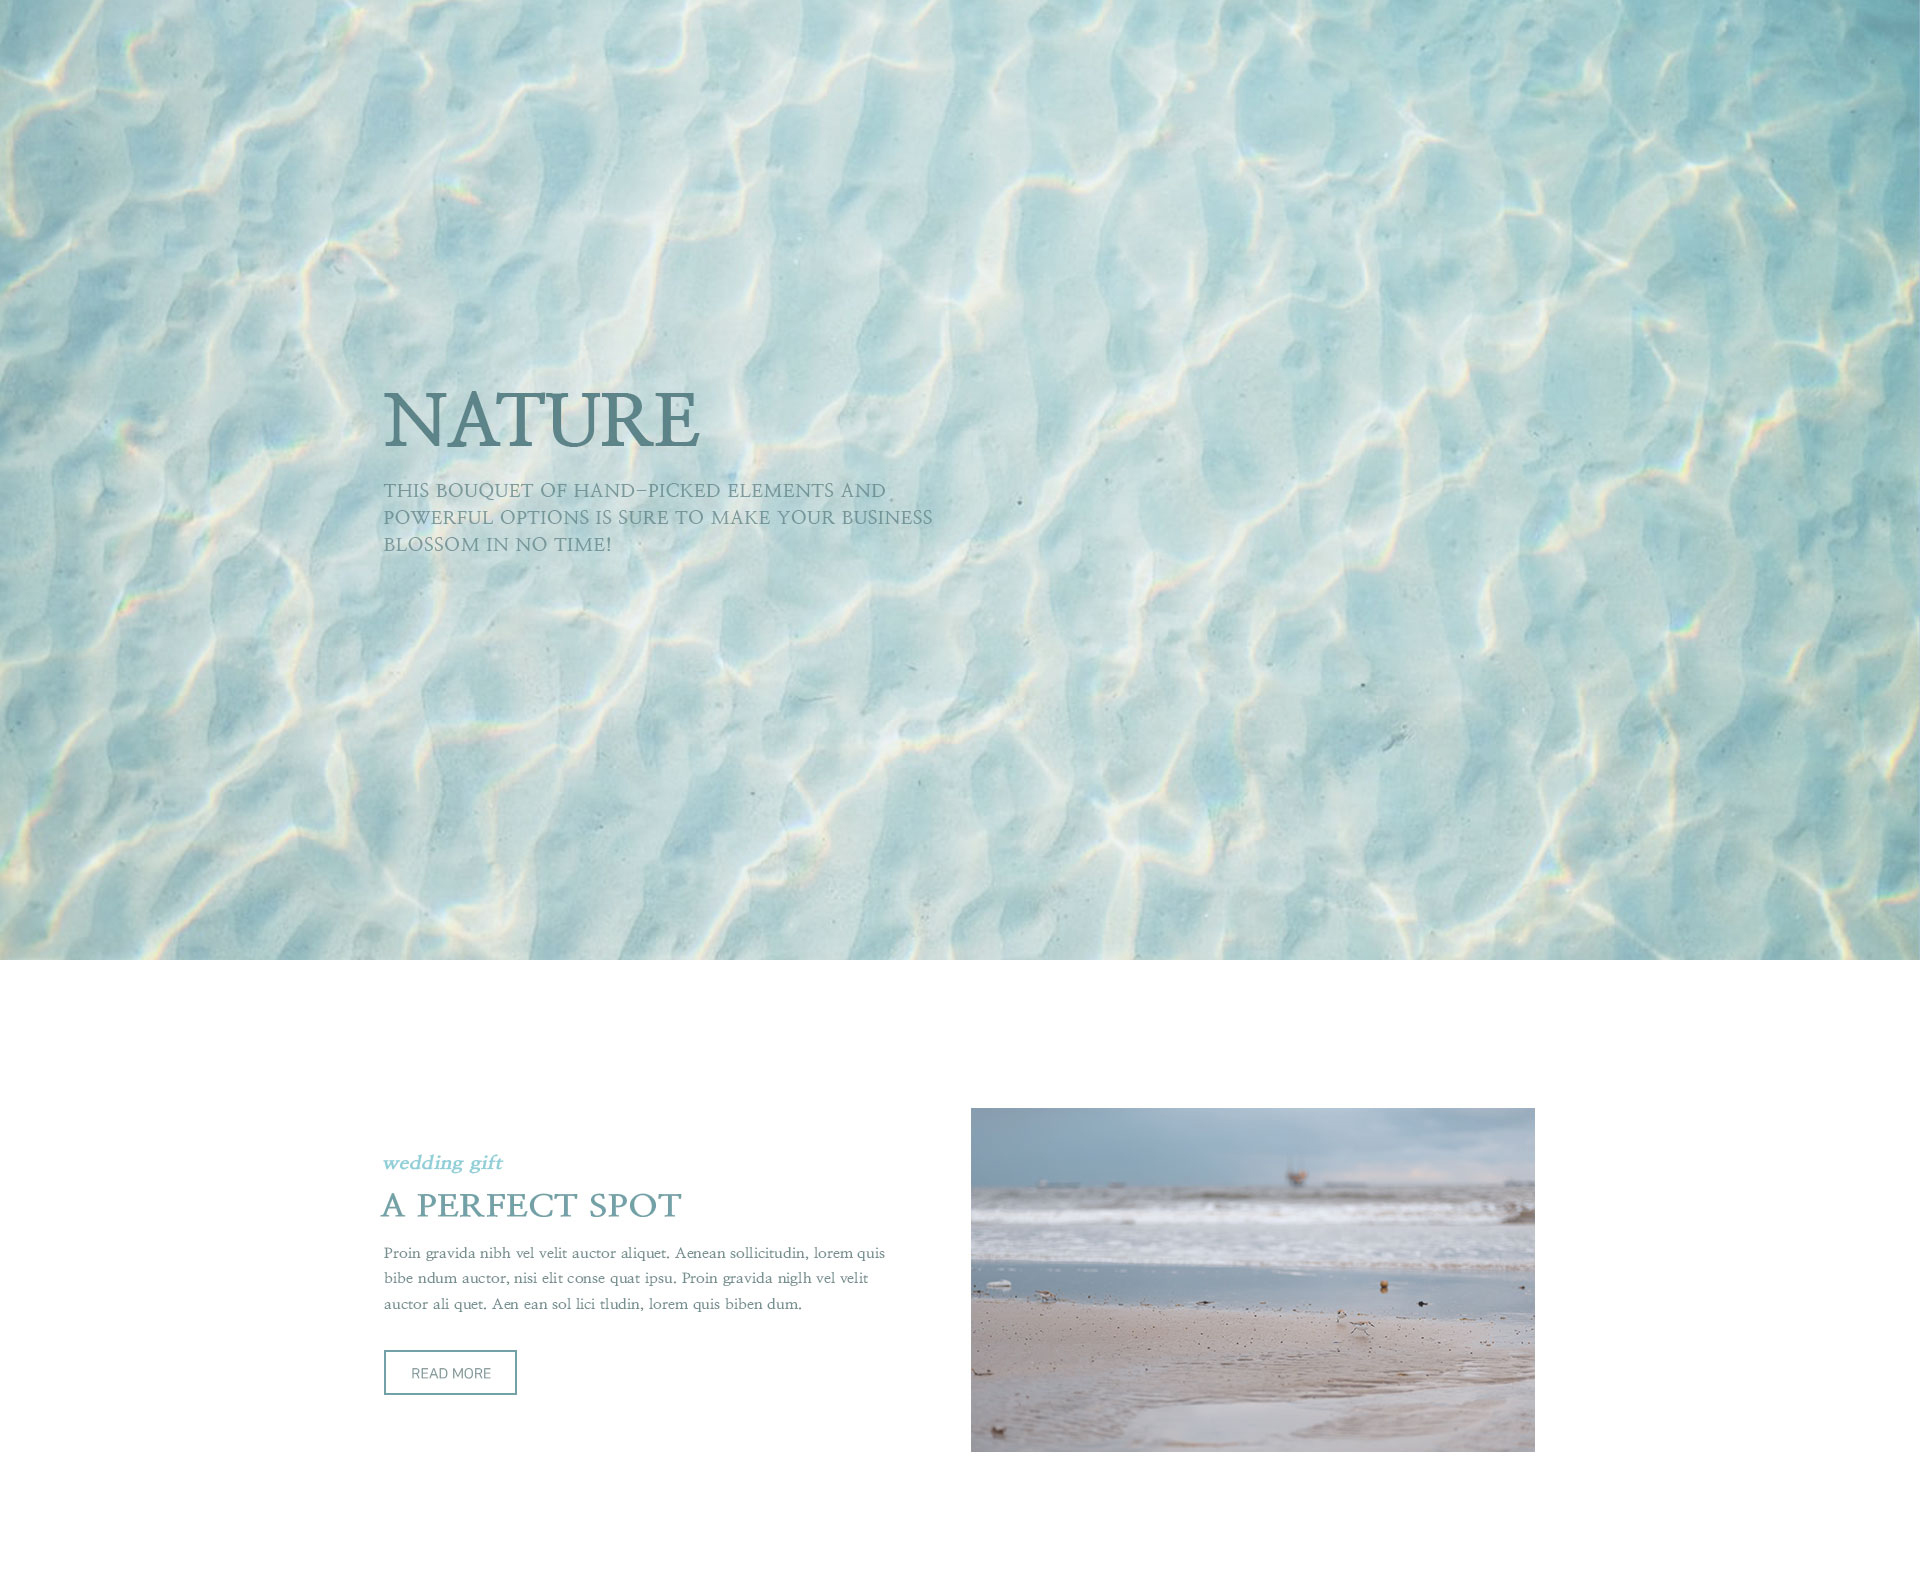 NATURE
THIS BOUQUET OF HAND-PICKED ELEMENTS AND
POWERFUL OPTIONS IS SURE TO MAKE YOUR BUSINESS
BLOSSOM IN NO TIME!
wedding gift
A PERFECT SPOT
Proin gravida nibh vel velit auctor aliquet. Aenean sollicitudin, lorem quis
bibe ndum auctor, nisi elit conse quat ipsu. Proin gravida niglh vel velit
auctor ali quet. Aen ean sol lici tludin, lorem quis biben dum.
READ MORE